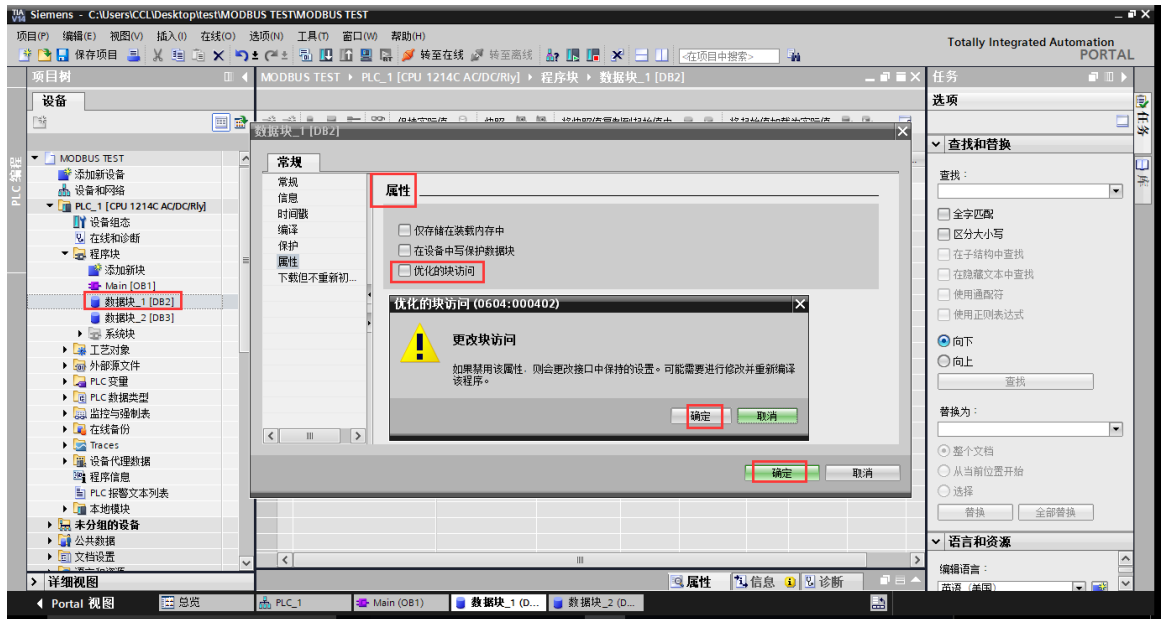 TIA V14 Siemens - C:\Users\CCL\Desktop\test\MODBUS TEST\MODBUS TEST
项目(P) 编辑(E) 视图(V) 插入(I) 在线(O) 选项(N) 工具(T) 窗口(W) 帮助(H)
Totally Integrated Automation
PORTAL
保存项目 转至在线 转至离线 <在项目中搜索>
项目树
MODBUS TEST PLC_1 [CPU 1214C AC/DC/Rly] 程序块 数据块_1 [DB2]
任务
设备
选项
PLC 编程
任务
库
MODBUS TEST
添加新设备
设备和网络
PLC_1 [CPU 1214C AC/DC/Rly]
设备组态
在线和诊断
程序块
添加新块
Main [OB1]
数据块_1 [DB2]
数据块_2 [DB3]
系统块
工艺对象
外部源文件
PLC 变量
PLC 数据类型
监控与强制表
在线备份
Traces
设备代理数据
程序信息
PLC 报警文本列表
本地模块
未分组的设备
公共数据
文档设置
详细视图
数据块_1 [DB2]
常规
常规
信息
时间戳
编译
保护
属性
下载但不重新初...
属性
仅存储在装载内存中
在设备中写保护数据块
优化的块访问
优化的块访问 (0604:000402)
更改块访问
如果禁用该属性，则会更改接口中保持的设置。可能需要进行修改并重新编译
该程序。
确定 取消
确定 取消
查找和替换
查找：
全字匹配
区分大小写
在子结构中查找
在隐藏文本中查找
使用通配符
使用正则表达式
向下
向上
查找
替换为：
整个文档
从当前位置开始
选择
替换 全部替换
语言和资源
编辑语言：
英语 (美国)
属性 信息 诊断
Portal 视图 总览 PLC_1 Main (OB1) 数据块_1 (D... 数据块_2 (D...